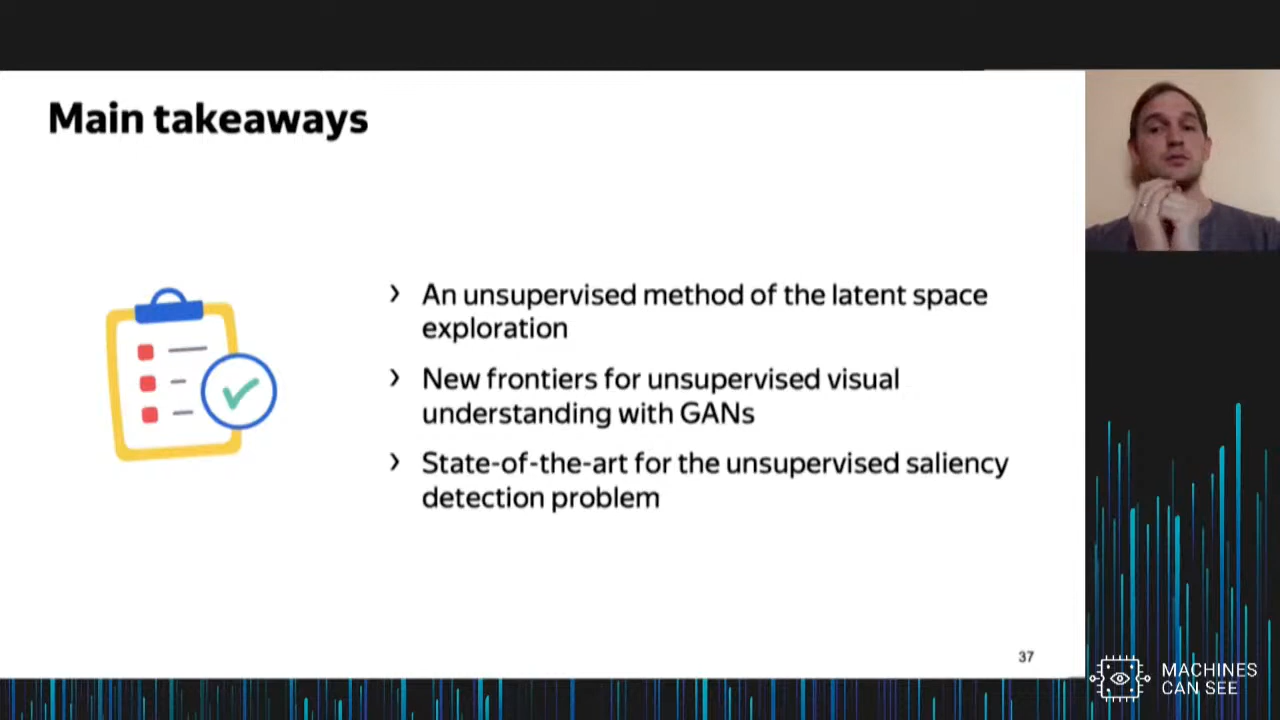 Main takeaways
› An unsupervised method of the latent space
exploration
› New frontiers for unsupervised visual
understanding with GANs
› State-of-the-art for the unsupervised saliency
detection problem
37
MACHINES
CAN SEE